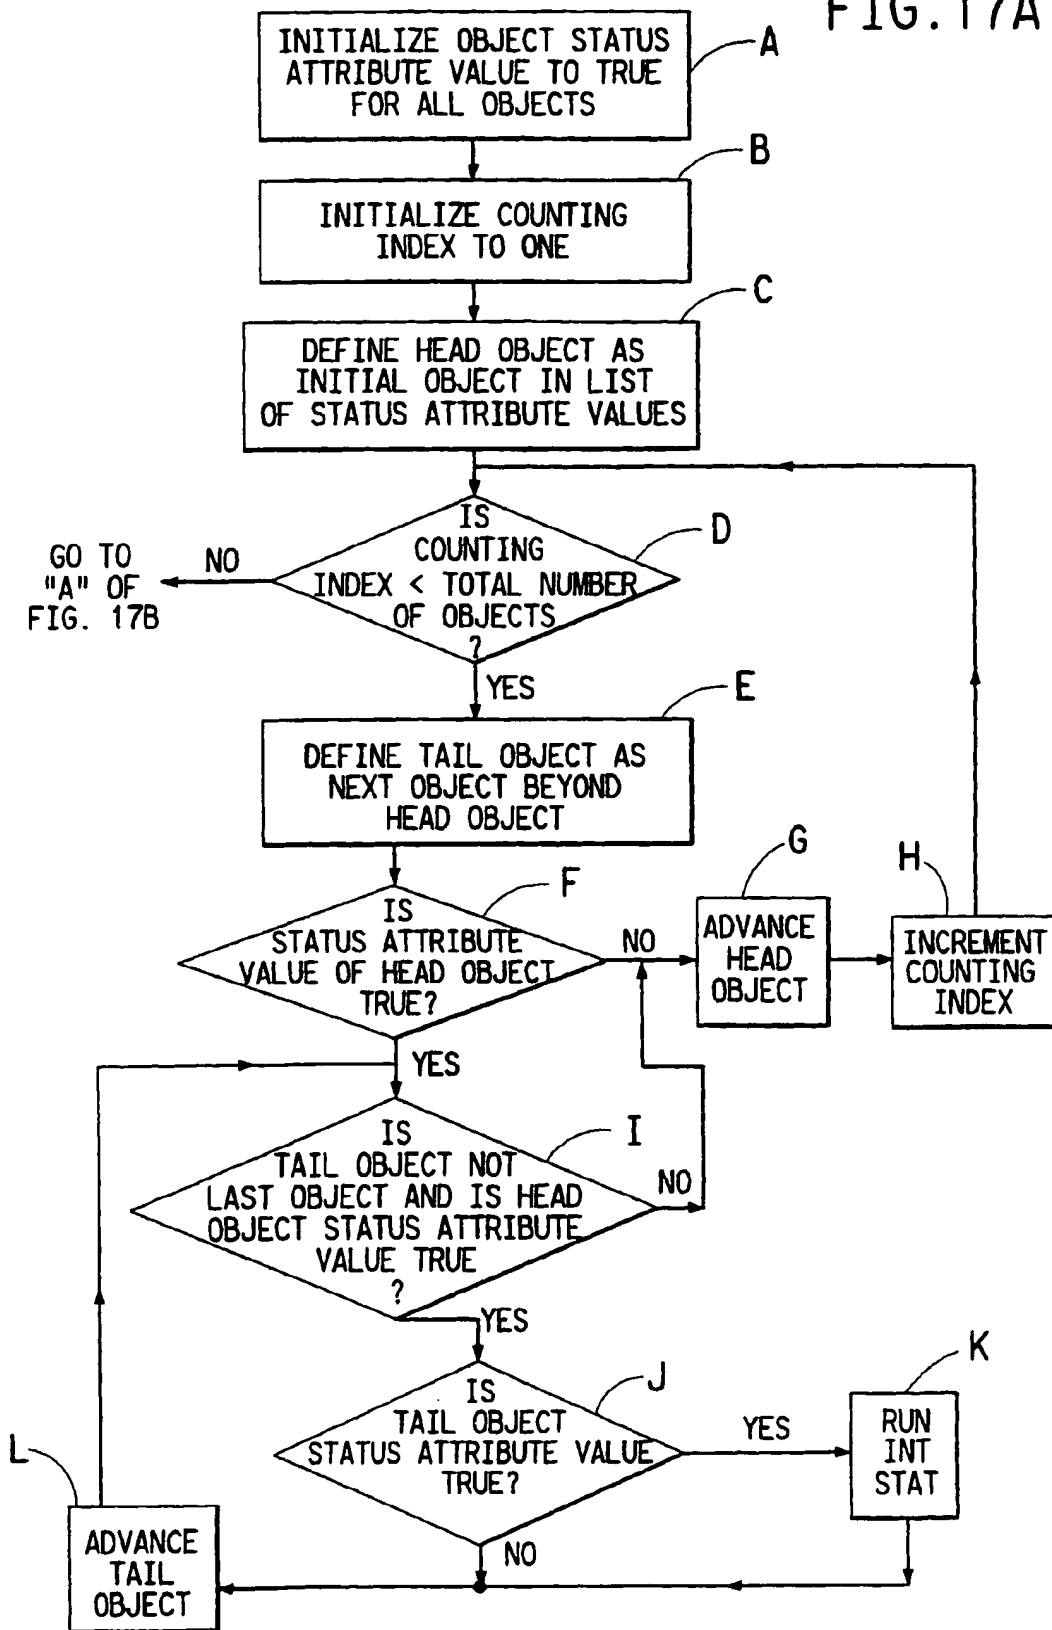 FIG.17A
INITIALIZE OBJECT STATUS
ATTRIBUTE VALUE TO TRUE
FOR ALL OBJECTS
A
INITIALIZE COUNTING
INDEX TO ONE
B
DEFINE HEAD OBJECT AS
INITIAL OBJECT IN LIST
OF STATUS ATTRIBUTE VALUES
C
IS
COUNTING
INDEX < TOTAL NUMBER
OF OBJECTS
?
D
NO
GO TO
"A" OF
FIG. 17B
YES
DEFINE TAIL OBJECT AS
NEXT OBJECT BEYOND
HEAD OBJECT
E
IS
STATUS ATTRIBUTE
VALUE OF HEAD OBJECT
TRUE?
F
NO
ADVANCE
HEAD
OBJECT
G
INCREMENT
COUNTING
INDEX
H
YES
IS
TAIL OBJECT NOT
LAST OBJECT AND IS HEAD
OBJECT STATUS ATTRIBUTE
VALUE TRUE
?
I
NO
YES
IS
TAIL OBJECT
STATUS ATTRIBUTE VALUE
TRUE?
J
YES
RUN
INT
STAT
K
NO
ADVANCE
TAIL
OBJECT
L